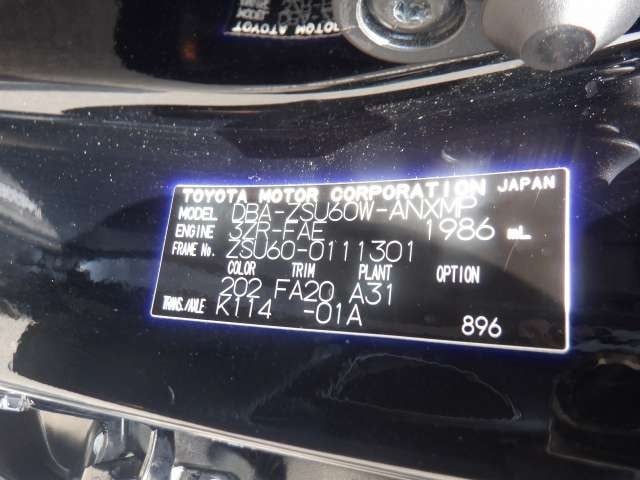 TOYOTA MOTOR CORPORATION JAPAN
MODEL DBA-ZSU60W-ANXMP
ENGINE 3ZR-FAE 1986 mL
FRAME No. ZSU60-0111301
COLOR TRIM PLANT OPTION
202 FA20 A31
TRANS./AXLE K114 -01A 896